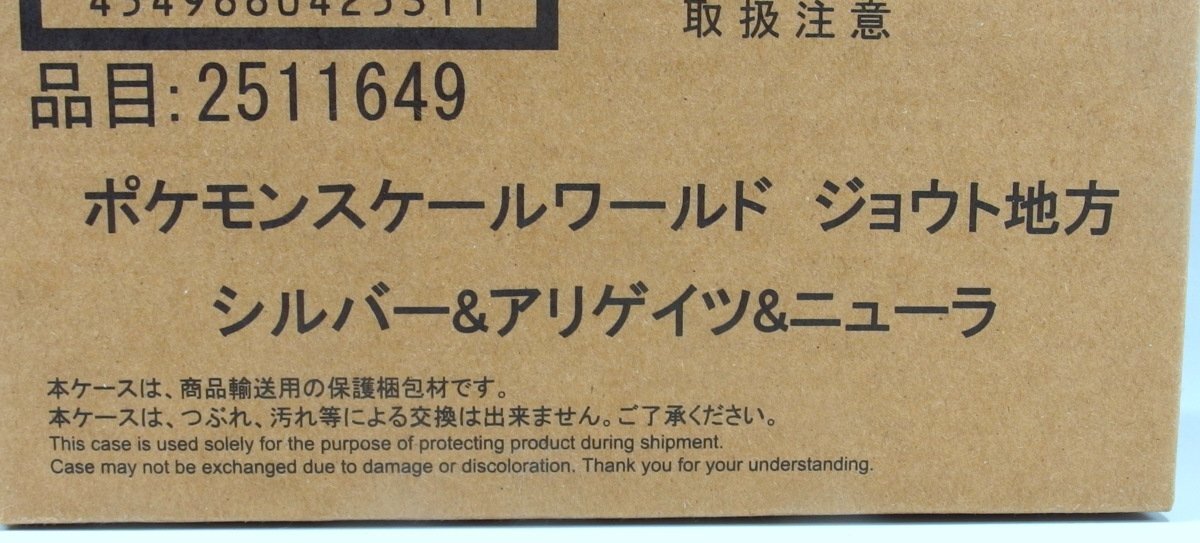 4549660425311
取扱注意
品目:2511649
ポケモンスケールワールド ジョウト地方
シルバー&アリゲイツ&ニューラ
本ケースは、商品輸送用の保護梱包材です。
本ケースは、つぶれ、汚れ等による交換は出来ません。ご了承ください。
This case is used solely for the purpose of protecting product during shipment.
Case may not be exchanged due to damage or discoloration. Thank you for your understanding.